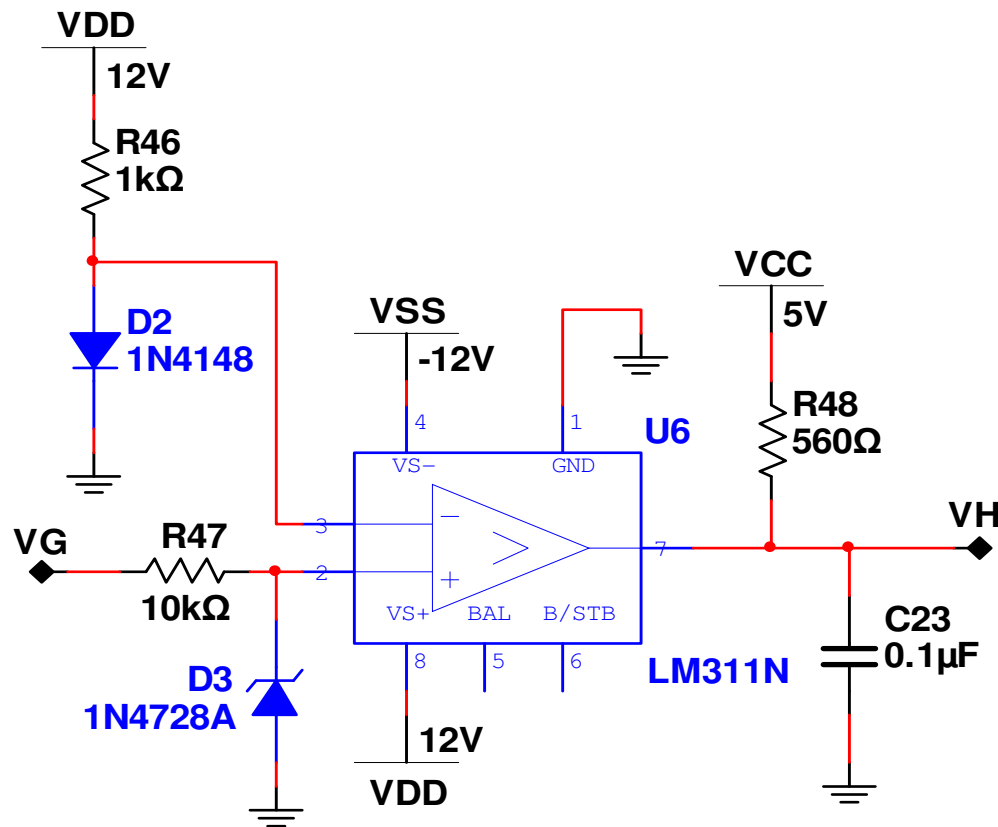 VDD
12V
R46
1kΩ
D2
1N4148
VSS
-12V
VCC
5V
R48
560Ω
4
1
U6
VS-
GND
3
−
VG
R47
10kΩ
2
+
7
VH
VS+
BAL
B/STB
8
5
6
LM311N
D3
1N4728A
C23
0.1µF
12V
VDD